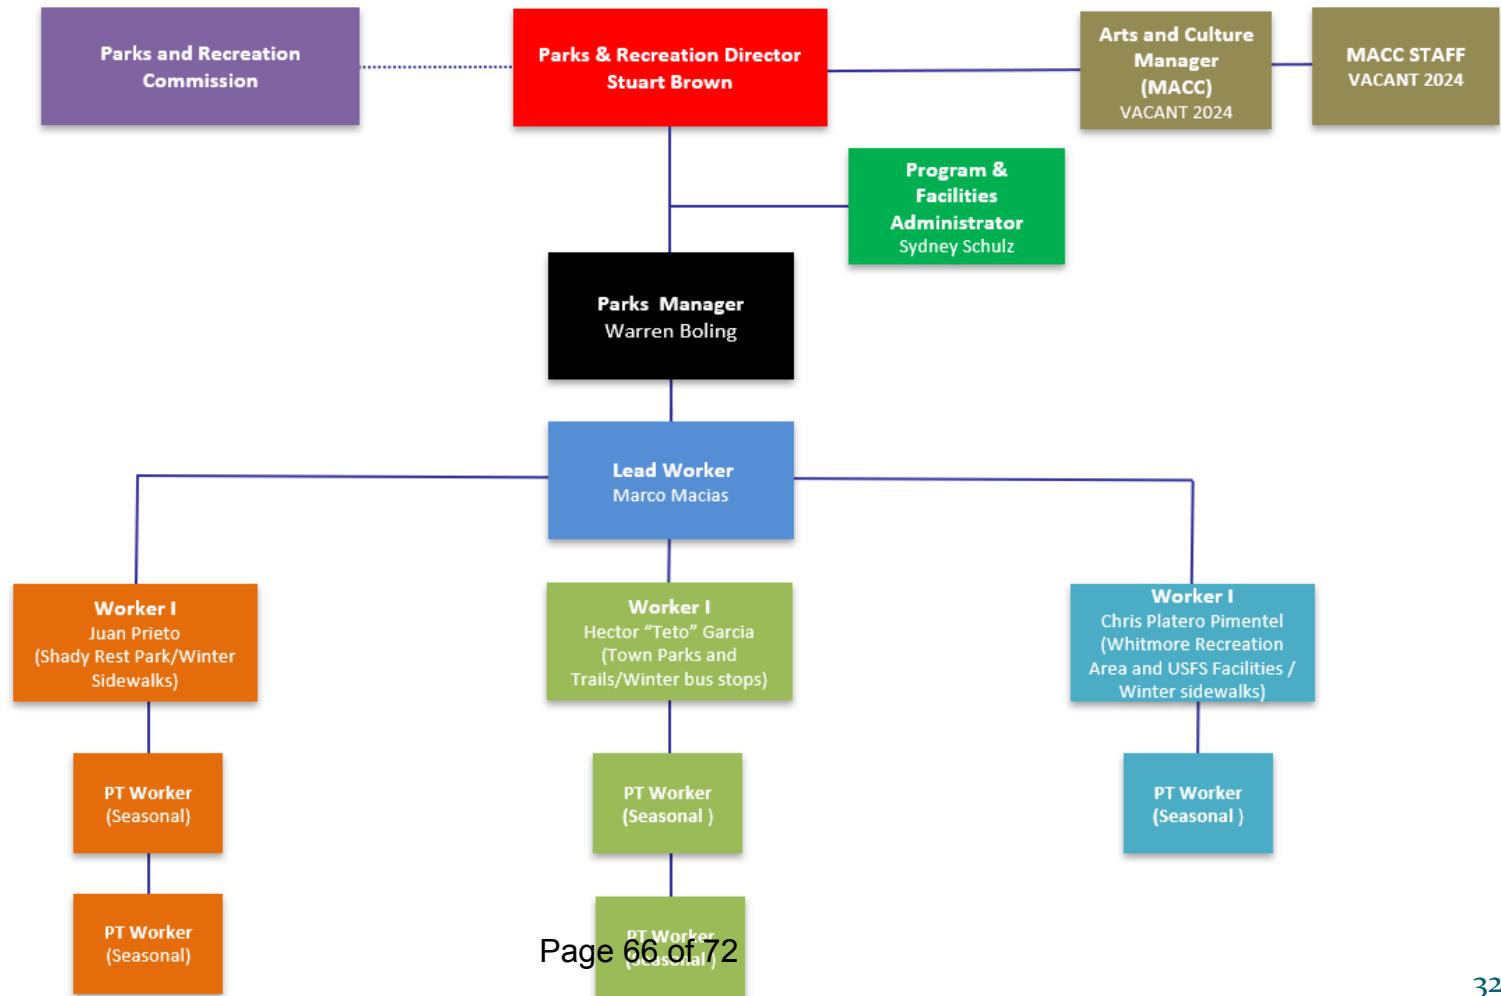 Parks and Recreation
Commission
Parks & Recreation Director
Stuart Brown
Arts and Culture
Manager
(MACC)
VACANT 2024
MACC STAFF
VACANT 2024
Program &
Facilities
Administrator
Sydney Schulz
Parks  Manager
Warren Boling
Lead Worker
Marco Macias
Worker I
Juan Prieto
(Shady Rest Park/Winter
Sidewalks)
Worker I
Hector “Teto” Garcia
(Town Parks and
Trails/Winter bus stops)
Worker I
Chris Platero Pimentel
(Whitmore Recreation
Area and USFS Facilities /
Winter sidewalks)
PT Worker
(Seasonal)
PT Worker
(Seasonal )
PT Worker
(Seasonal )
PT Worker
(Seasonal)
PT Worker
(Seasonal )
Page 66 of 72
32